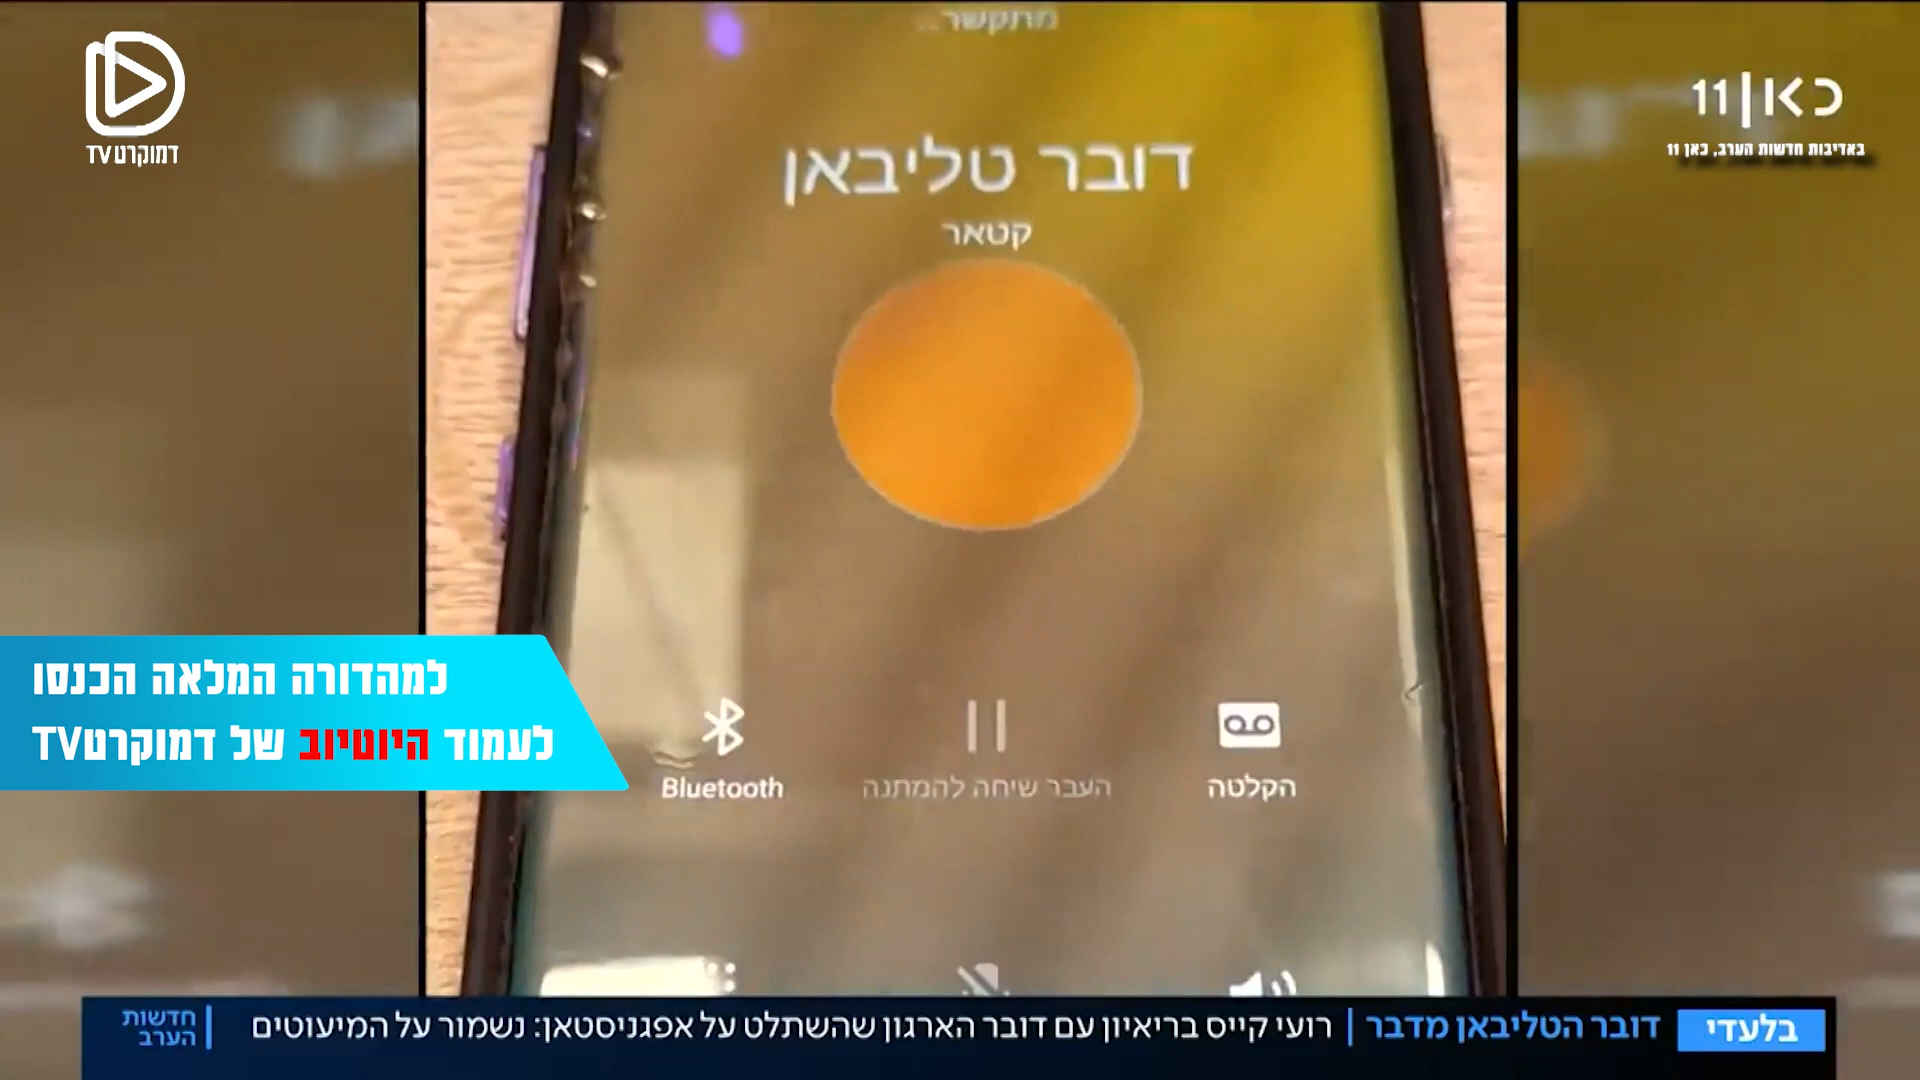 מתקשר...
דמוקרטTV
כאן 11
באדיבות חדשות הערב, כאן 11
דובר טליבאן
קטאר
למהדורה המלאה הכנסו
לעמוד היוטיוב של דמוקרטTV
הקלטה
העבר שיחה להמתנה
Bluetooth
בלעדי
דובר הטליבאן מדבר | רועי קייס בריאיון עם דובר הארגון שהשתלט על אפגניסטאן: נשמור על המיעוטים
חדשות
הערב